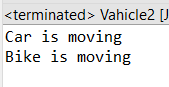 <terminated> Vahicle2 [J
Car is moving
Bike is moving